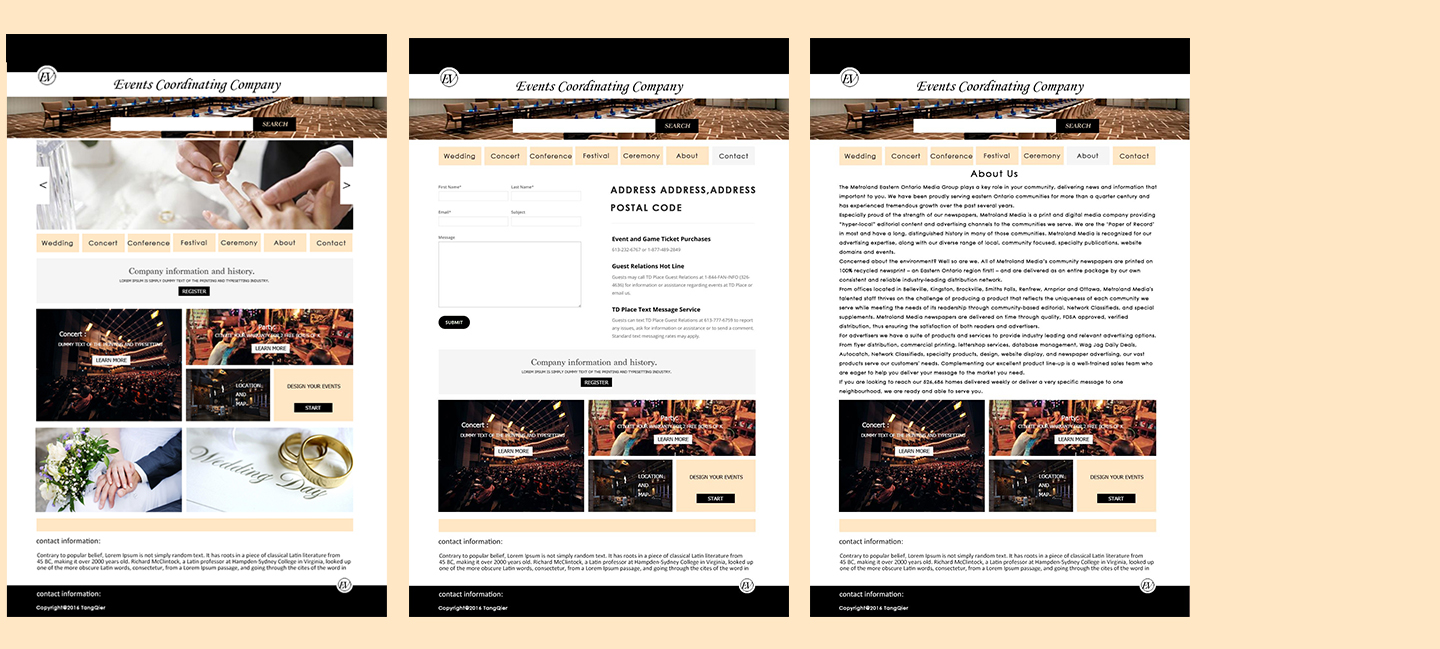 EV
Events Coordinating Company
SEARCH
<
>
Wedding
Concert
Conference
Festival
Ceremony
About
Contact
Company information and history.
LOREM IPSUM IS SIMPLY DUMMY TEXT OF THE PRINTING AND TYPESETTING INDUSTRY.
REGISTER
Concert :
DUMMY TEXT OF THE PRINTING AND TYPESETTING
LEARN MORE
Party:
LEARN MORE
LOCATION
AND
MAP
DESIGN YOUR EVENTS
START
Wedding Day
contact information:
Contrary to popular belief, Lorem Ipsum is not simply random text. It has roots in a piece of classical Latin literature from
45 BC, making it over 2000 years old. Richard McClintock, a Latin professor at Hampden-Sydney College in Virginia, looked up
one of the more obscure Latin words, consectetur, from a Lorem Ipsum passage, and going through the cites of the word in
EV
contact information:
Copyright@2016 TangQier
EV
Events Coordinating Company
SEARCH
Wedding
Concert
Conference
Festival
Ceremony
About
Contact
First Name*
Last Name*
Email*
Subject
Message
SUBMIT
ADDRESS ADDRESS,ADDRESS
POSTAL CODE
Event and Game Ticket Purchases
613-232-6767 or 1-877-489-2849
Guest Relations Hot Line
Guests may call TD Place Guest Relations at 1-844-FAN-INFO (326-
4636) for information or assistance regarding events at TD Place or
email us.
TD Place Text Message Service
Guests can text TD Place Guest Relations at 613-777-6759 to report
any issues, ask for information or assistance or to send a comment.
Standard text messaging rates may apply.
Company information and history.
LOREM IPSUM IS SIMPLY DUMMY TEXT OF THE PRINTING AND TYPESETTING INDUSTRY.
REGISTER
Concert :
DUMMY TEXT OF THE PRINTING AND TYPESETTING
LEARN MORE
Party:
LEARN MORE
LOCATION
AND
MAP
DESIGN YOUR EVENTS
START
contact information:
Contrary to popular belief, Lorem Ipsum is not simply random text. It has roots in a piece of classical Latin literature from
45 BC, making it over 2000 years old. Richard McClintock, a Latin professor at Hampden-Sydney College in Virginia, looked up
one of the more obscure Latin words, consectetur, from a Lorem Ipsum passage, and going through the cites of the word in
EV
contact information:
Copyright@2016 TangQier
EV
Events Coordinating Company
SEARCH
Wedding
Concert
Conference
Festival
Ceremony
About
Contact
About Us
The Metroland Eastern Ontario Media Group plays a key role in your community, delivering news and information that
important to you. We have been proudly serving eastern Ontario communities for more than a quarter century and
has experienced tremendous growth over the past several years.
Especially proud of the strength of our newspapers, Metroland Media is a print and digital media company providing
"hyper-local" editorial content and advertising channels to the communities we serve. We are the 'Paper of Record'
in most and have a long, distinguished history in many of those communities. Metroland Media is recognized for our
advertising expertise, along with our diverse range of local, community focused, specialty publications, website
domains and events.
Concerned about the environment? Well so are we. All of Metroland Media's community newspapers are printed on
100% recycled newsprint – an Eastern Ontario region first! – and are delivered as an entire package by our own
consistent and reliable industry-leading distribution network.
From offices located in Belleville, Kingston, Brockville, Smiths Falls, Renfrew, Arnprior and Ottawa, Metroland Media's
talented staff thrives on the challenge of producing a product that reflects the uniqueness of each community we
serve while meeting the needs of its readership through community-based editorial, Network Classifieds, and special
supplements. Metroland Media newspapers are delivered on time through quality, FDSA approved, verified
distribution, thus ensuring the satisfaction of both readers and advertisers.
For advertisers we have a suite of products and services to provide industry leading and relevant advertising options.
From flyer distribution, commercial printing, lettershop services, database management, Wag Jag Daily Deals,
Autocatch, Network Classifieds, specialty products, design, website display, and newspaper advertising, our vast
products serve our customers' needs. Complementing our excellent product line-up is a well-trained sales team who
are eager to help you deliver your message to the market you need.
If you are looking to reach our 526,686 homes delivered weekly or deliver a very specific message to one
neighbourhood, we are ready and able to serve you.
Concert :
DUMMY TEXT OF THE PRINTING AND TYPESETTING
LEARN MORE
Party:
LEARN MORE
LOCATION
AND
MAP
DESIGN YOUR EVENTS
START
contact information:
Contrary to popular belief, Lorem Ipsum is not simply random text. It has roots in a piece of classical Latin literature from
45 BC, making it over 2000 years old. Richard McClintock, a Latin professor at Hampden-Sydney College in Virginia, looked up
one of the more obscure Latin words, consectetur, from a Lorem Ipsum passage, and going through the cites of the word in
EV
contact information:
Copyright@2016 TangQier